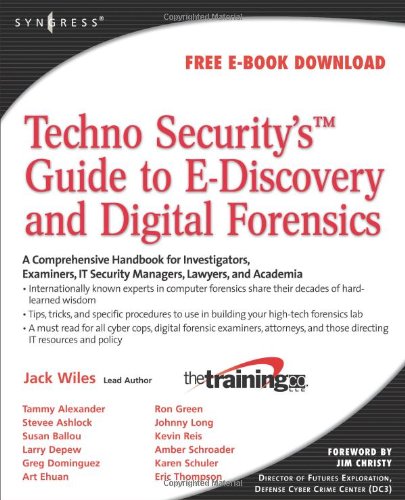 Copyrighted Material
SYNGRESS®
FREE E-BOOK DOWNLOAD
Techno Security's™
Guide to E-Discovery
and Digital Forensics
A Comprehensive Handbook for Investigators,
Examiners, IT Security Managers, Lawyers, and Academia
• Internationally known experts in computer forensics share their decades of hard-
learned wisdom
• Tips, tricks, and specific procedures to use in building your high-tech forensics lab
• A must read for all cyber cops, digital forensic examiners, attorneys, and those directing
IT resources and policy
Jack Wiles Lead Author
thetrainingco.
LLC
Tammy Alexander
Stevee Ashlock
Susan Ballou
Larry Depew
Greg Dominguez
Art Ehuan
Ron Green
Johnny Long
Kevin Reis
Amber Schroader
Karen Schuler
Eric Thompson
FOREWORD BY
JIM CHRISTY
DIRECTOR OF FUTURES EXPLORATION,
DEFENSE CYBER CRIME CENTER (DC3)
Copyrighted Material